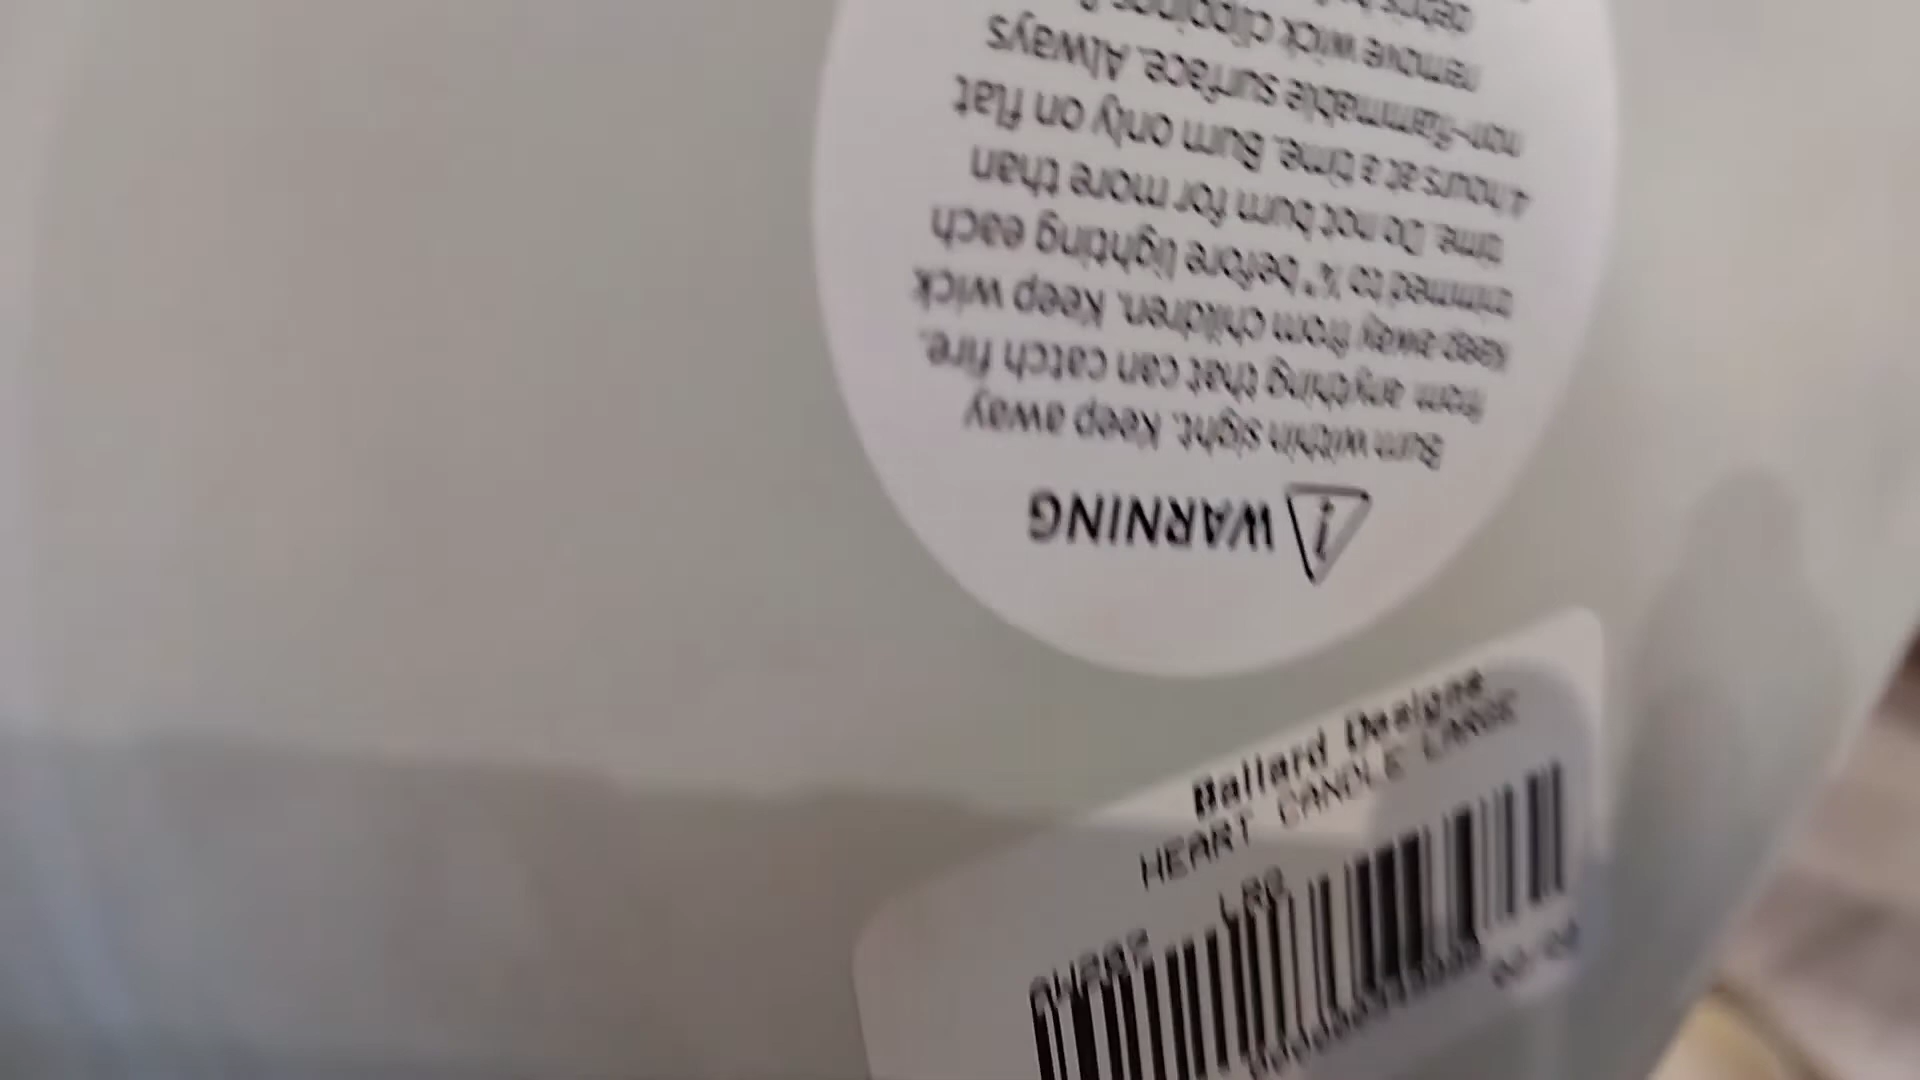 WARNING
Burn within sight. Keep away
from anything that can catch fire.
Keep away from children. Keep wick
trimmed to ¼" before lighting each
time. Do not burn for more than
4 hours at a time. Burn only on flat
non-flammable surface. Always
remove wick clippings &
debris
Ballard Designs
HEART CANDLE LARGE
LRG